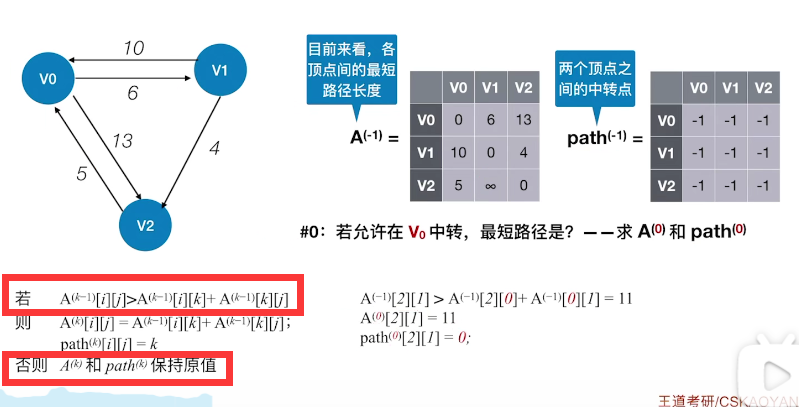 目前来看，各
顶点间的最短
路径长度
两个顶点之
间的中转点
10
V0
V1
6
13
5
4
V2
A(-1) =
V0 V1 V2
V0 0 6 13
V1 10 0 4
V2 5 ∞ 0
path(-1) =
V0 V1 V2
V0 -1 -1 -1
V1 -1 -1 -1
V2 -1 -1 -1
#0：若允许在 V0 中转，最短路径是？——求 A(0) 和 path(0)
若 A(k−1)[i][j]>A(k−1)[i][k]+ A(k−1)[k][j]
则 A(k)[i][j] = A(k−1)[i][k]+ A(k−1)[k][j]；
path(k)[i][j] = k
否则 A(k) 和 path(k) 保持原值
A(−1)[2][1] > A(−1)[2][0]+ A(−1)[0][1] = 11
A(0)[2][1] = 11
path(0)[2][1] = 0;
王道考研/CSKAOYAN